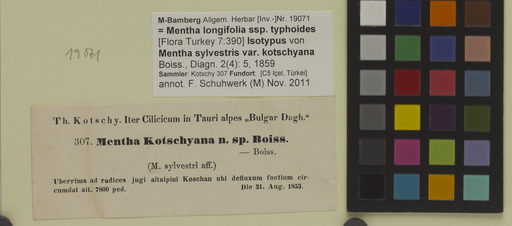 19071
M-Bamberg Allgem. Herbar [Inv.-]Nr. 19071
= Mentha longifolia ssp. typhoides
[Flora Turkey 7:390] Isotypus von
Mentha sylvestris var. kotschyana
Boiss., Diagn. 2(4): 5, 1859
Sammler: Kotschy 307 Fundort: [C5 Içel, Türkei]
annot. F. Schuhwerk (M) Nov. 2011
Th. Kotschy. Iter Cilicicum in Tauri alpes „Bulgar Dagh.“
307. Mentha Kotschyana n. sp. Boiss.
— Boiss.
(M. sylvestri aff.)
Uberrima ad radices jugi altalpini Koschan ubi defluxum fontium cir-
cumdat alt. 7800 ped. Die 31. Aug. 1853.